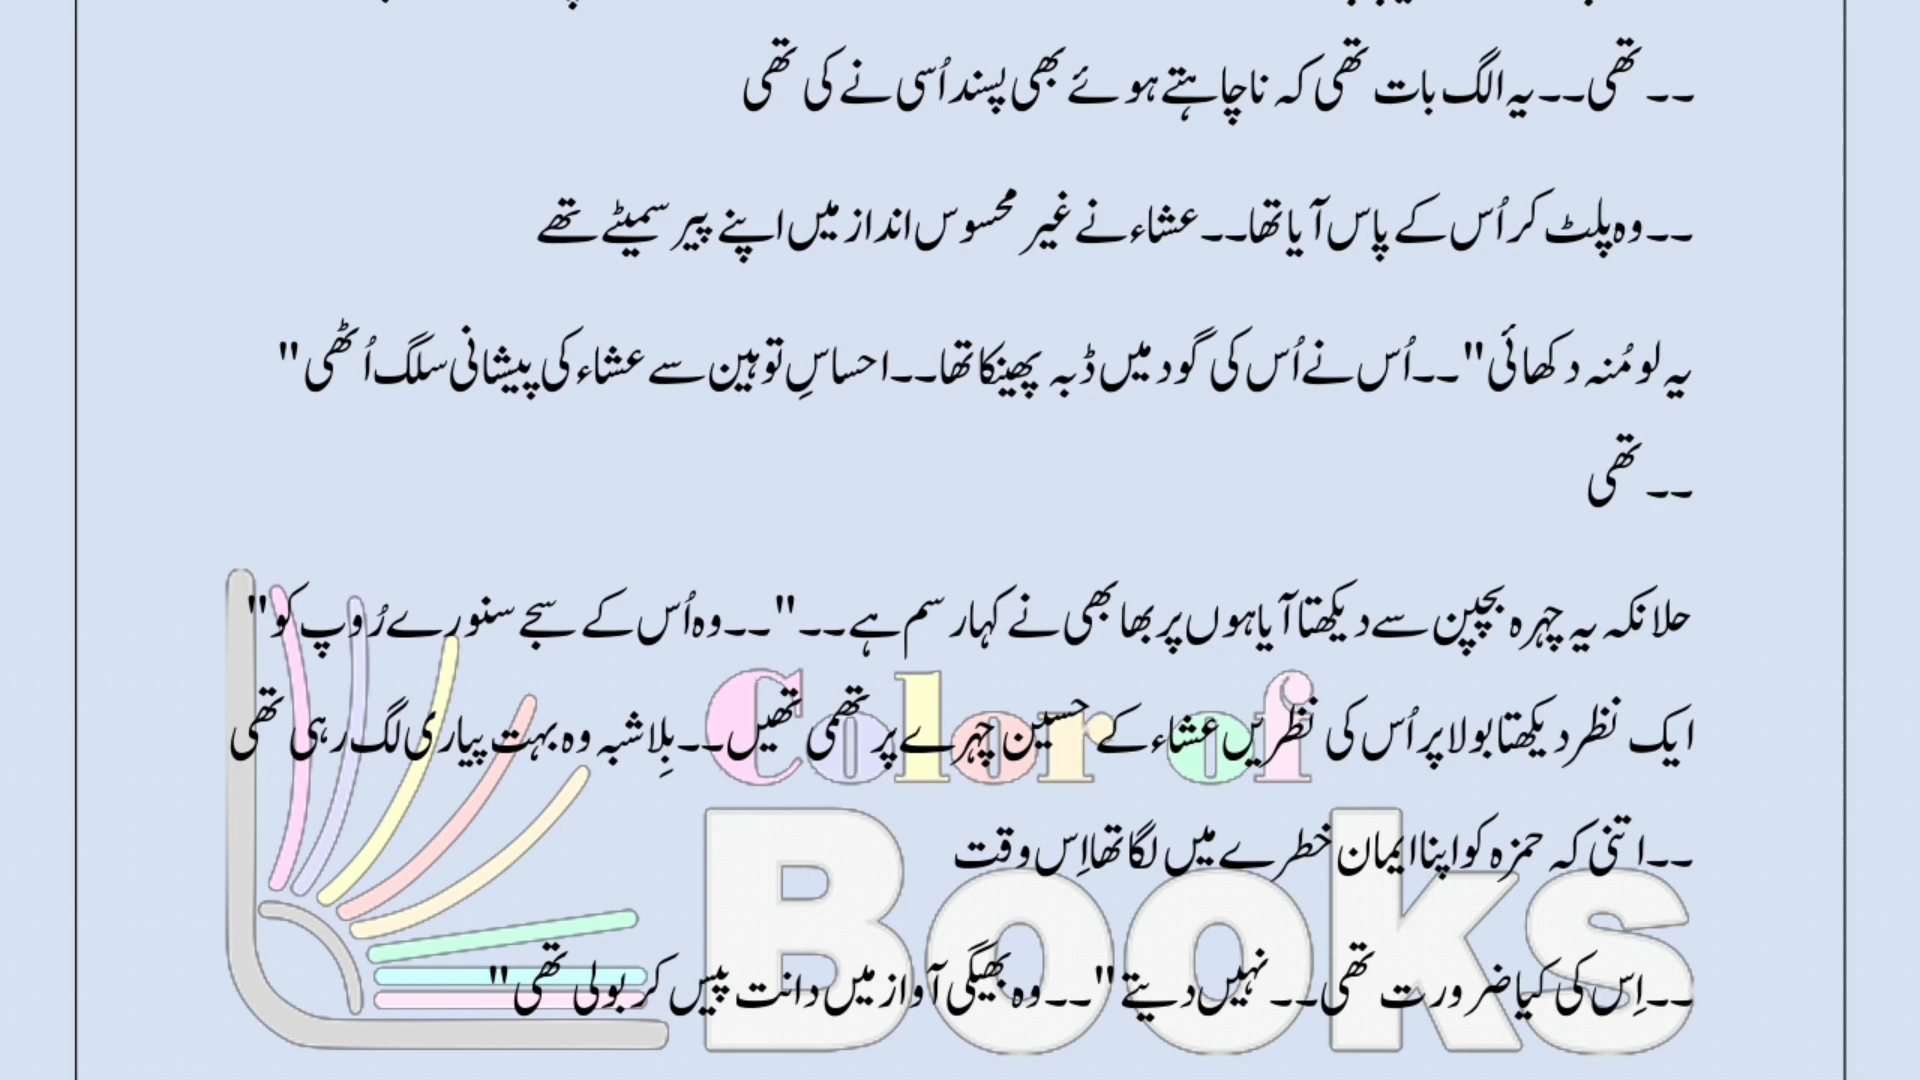 ۔۔ تھی۔۔یہ الگ بات تھی کہ ناچاہتے ہوئے بھی پسند اُسی نے کی تھی
۔۔وہ پلٹ کر اُس کے پاس آیا تھا۔۔عشاء نے غیر محسوس انداز میں اپنے پیر سمیٹے تھے
یہ لو مُنہ دکھائی"۔۔اُس نے اُس کی گود میں ڈبہ پھینکا تھا۔۔احساسِ توہین سے عشاء کی پیشانی سلگ اُٹھی"
۔۔ تھی
حلانکہ یہ چہرہ بچپن سے دیکھتا آیا ہوں پر بھابھی نے کہا رسم ہے۔۔"۔۔وہ اُس کے سجے سنورے رُوپ کو"
ایک نظر دیکھتا بولا پر اُس کی نظریں عشاء کے حسین چہرے پر تھمی تھیں۔۔بِلاشبہ وہ بہت پیاری لگ رہی تھی
۔۔اتنی کہ حمزہ کو اپنا ایمان خطرے میں لگا تھا اِس وقت
۔۔اِس کی کیا ضرورت تھی۔۔نہیں دیتے"۔۔وہ بھیگی آواز میں دانت پیس کر بولی تھی"
Color of
Books